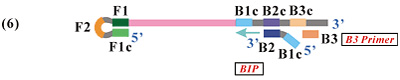 (6)
F1 B1c B2c B3c 3'
F2
F1c 5' 3' B2 B1c 5' B3 B3 Primer
BIP